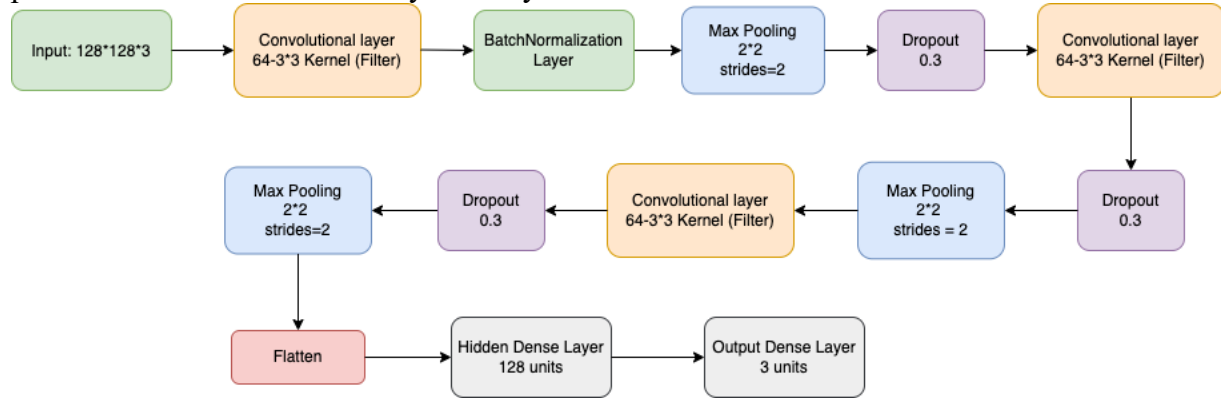 Input: 128*128*3
Convolutional layer
64-3*3 Kernel (Filter)
BatchNormalization
Layer
Max Pooling
2*2
strides=2
Dropout
0.3
Convolutional layer
64-3*3 Kernel (Filter)
Dropout
0.3
Max Pooling
2*2
strides = 2
Convolutional layer
64-3*3 Kernel (Filter)
Dropout
0.3
Max Pooling
2*2
strides=2
Flatten
Hidden Dense Layer
128 units
Output Dense Layer
3 units